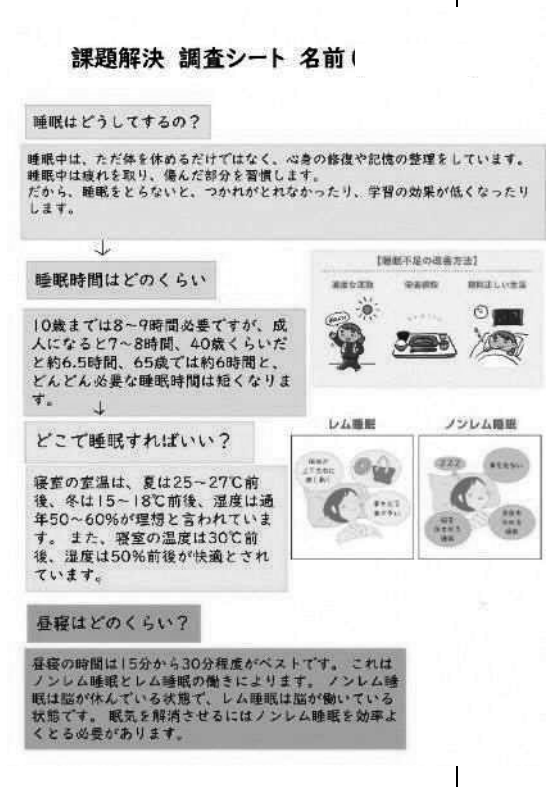 課題解決 調査シート 名前(
睡眠はどうしてするの?
睡眠中は、ただ体を休めるだけではなく、心身の修復や記憶の整理をしています。
睡眠中は疲れを取り、傷んだ部分を習慣します。
だから、睡眠をとらないと、つかれがとれなかったり、学習の効果が低くなったり
します。
↓
睡眠時間はどのくらい
【睡眠不足の改善方法】
適度な運動 栄養補給 規則正しい生活
10歳までは8~9時間必要ですが、成
人になると7~8時間、40歳くらいだ
と約6.5時間、65歳では約6時間と、
どんどん必要な睡眠時間は短くなりま
す。
↓
どこで睡眠すればいい?
レム睡眠 ノンレム睡眠
寝室の室温は、夏は25~27℃前
後、冬は15~18℃前後、湿度は通
年50~60%が理想と言われていま
す。 また、寝室の温度は30℃前
後、湿度は50%前後が快適とされ
ています。
ZZZ
昼寝はどのくらい?
昼寝の時間は15分から30分程度がベストです。 これは
ノンレム睡眠とレム睡眠の働きによります。 ノンレム睡
眠は脳が休んでいる状態で、レム睡眠は脳が働いている
状態です。 眠気を解消させるにはノンレム睡眠を効率よ
くとる必要があります。